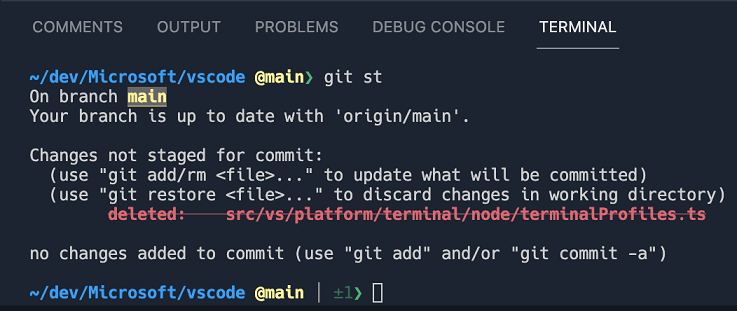 COMMENTS OUTPUT PROBLEMS DEBUG CONSOLE TERMINAL
~/dev/Microsoft/vscode @main❯ git st
On branch main
Your branch is up to date with 'origin/main'.
Changes not staged for commit:
(use "git add/rm <file>..." to update what will be committed)
(use "git restore <file>..." to discard changes in working directory)
deleted: src/vs/platform/terminal/node/terminalProfiles.ts
no changes added to commit (use "git add" and/or "git commit -a")
~/dev/Microsoft/vscode @main | ±1❯